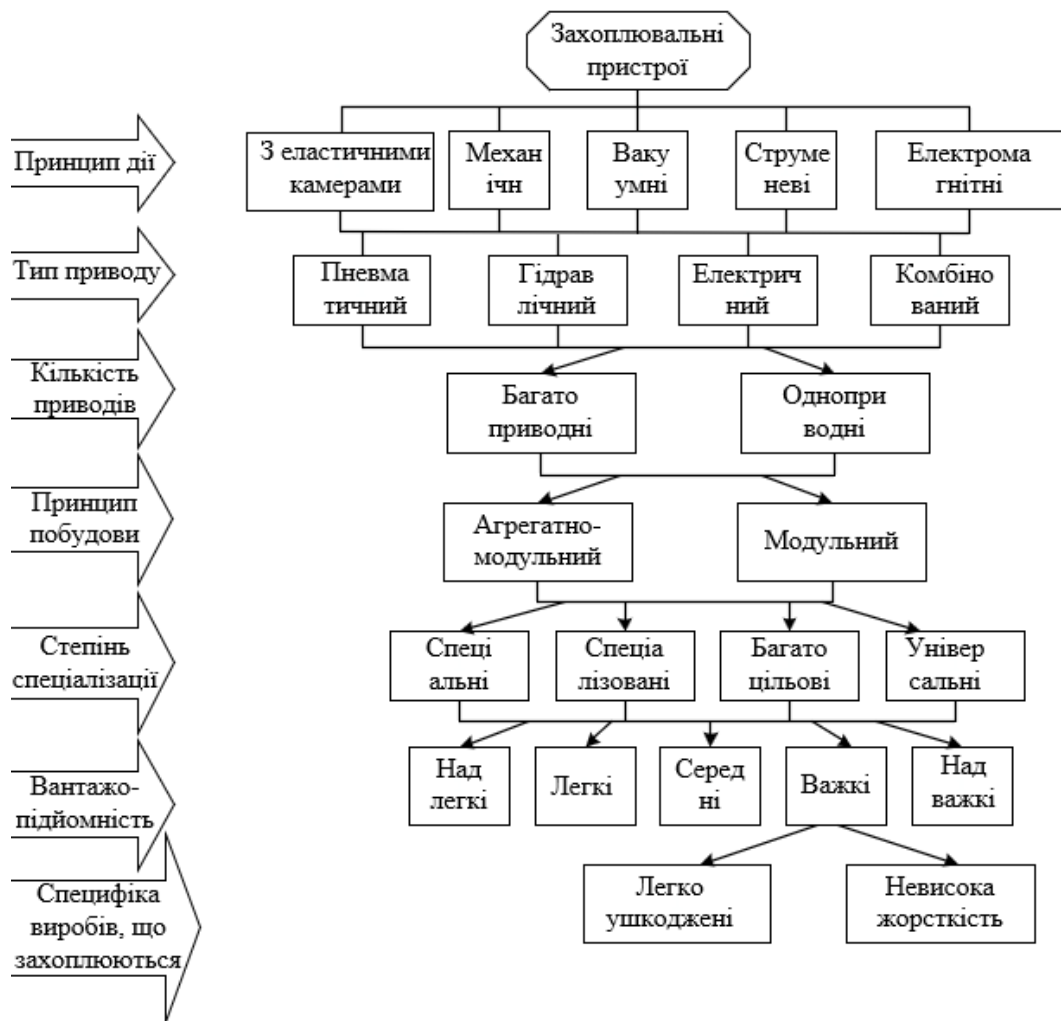 Захоплювальні
пристрої
Принцип дії
З еластичними
камерами
Механ
ічн
Ваку
умні
Струме
неві
Електрома
гнітні
Тип приводу
Пневма
тичний
Гідрав
лічний
Електрич
ний
Комбіно
ваний
Кількість
приводів
Багато
приводні
Однопри
водні
Принцип
побудови
Агрегатно-
модульний
Модульний
Степінь
спеціалізації
Спеці
альні
Спеціа
лізовані
Багато
цільові
Універ
сальні
Вантажо-
підйомність
Над
легкі
Легкі
Серед
ні
Важкі
Над
важкі
Специфіка
виробів, що
захоплюються
Легко
ушкоджені
Невисока
жорсткість